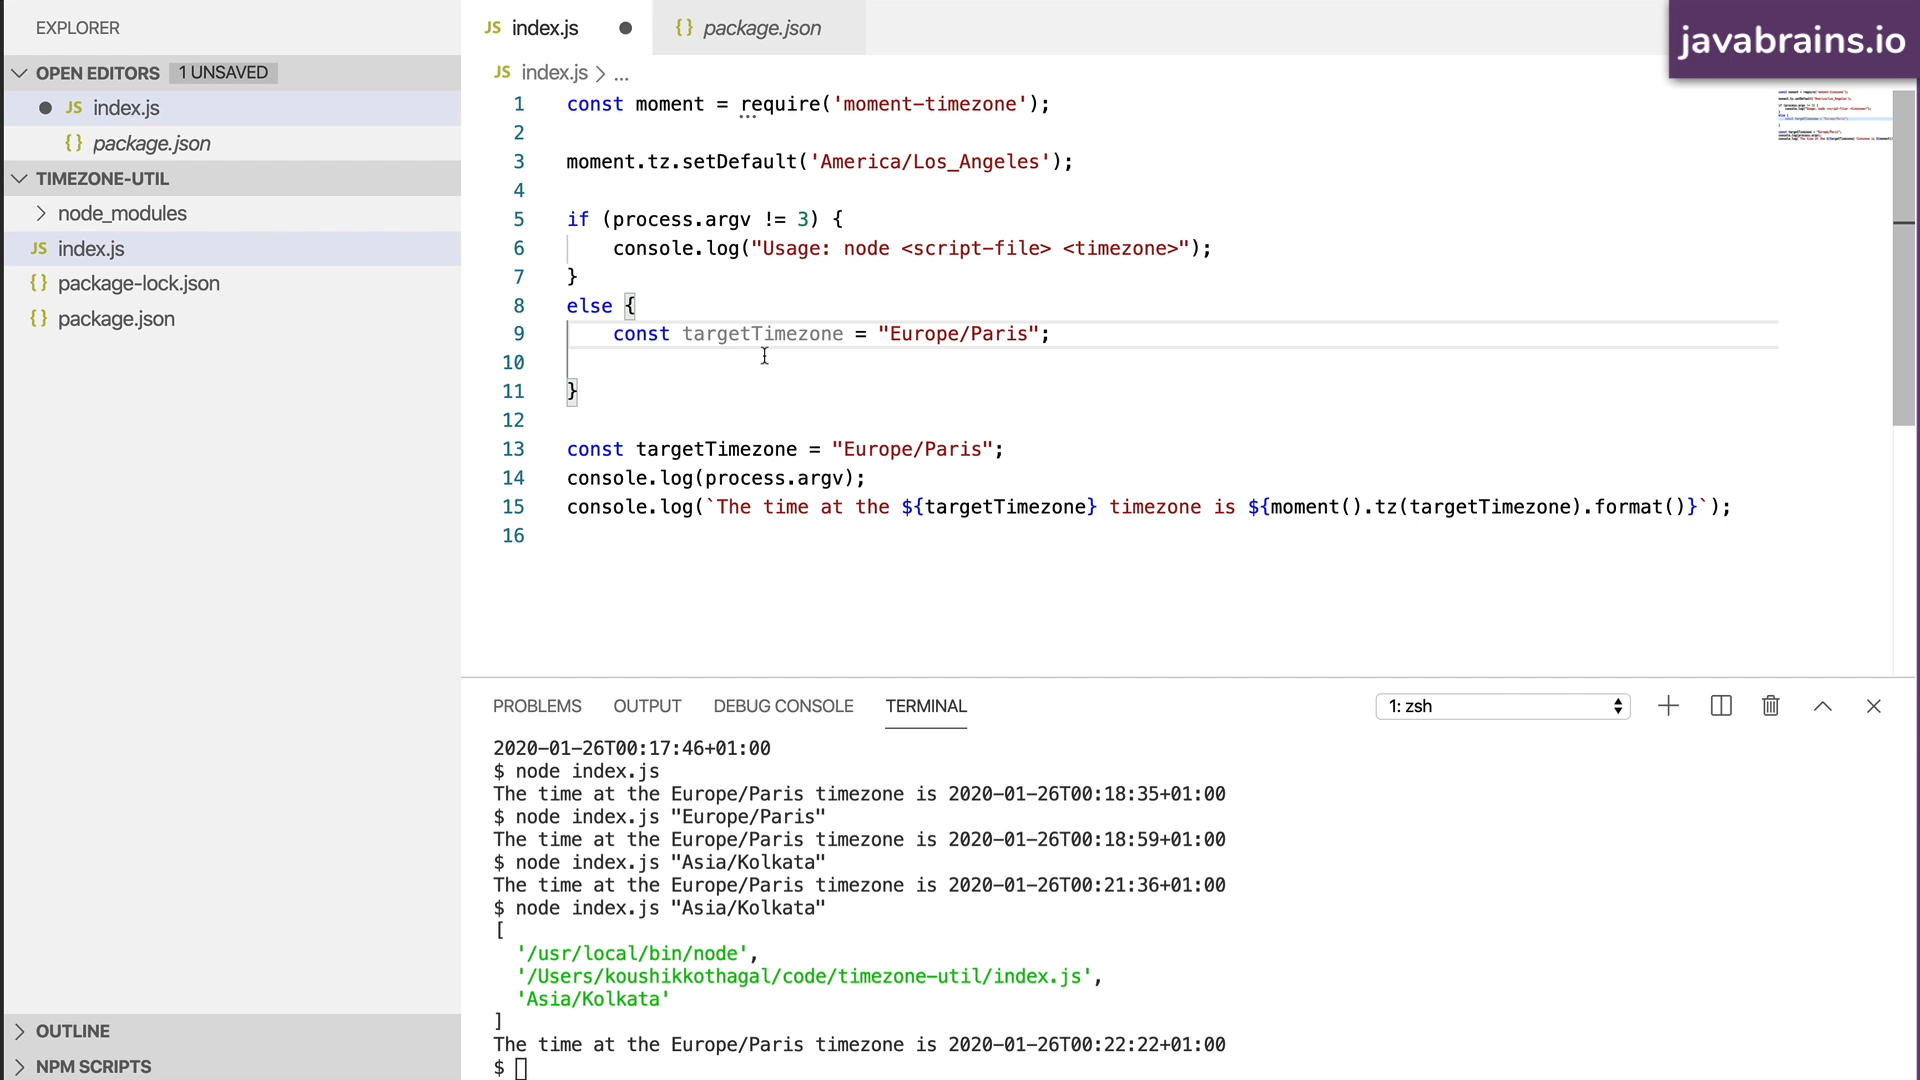 EXPLORER
OPEN EDITORS 1 UNSAVED
JS index.js
{} package.json
TIMEZONE-UTIL
node_modules
JS index.js
{} package-lock.json
{} package.json
OUTLINE
NPM SCRIPTS
JS index.js
{} package.json
javabrains.io
JS index.js > ...
1 const moment = require('moment-timezone');
2
3 moment.tz.setDefault('America/Los_Angeles');
4
5 if (process.argv != 3) {
6 console.log("Usage: node <script-file> <timezone>");
7 }
8 else {
9 const targetTimezone = "Europe/Paris";
10
11 }
12
13 const targetTimezone = "Europe/Paris";
14 console.log(process.argv);
15 console.log(`The time at the ${targetTimezone} timezone is ${moment().tz(targetTimezone).format()}`);
16
PROBLEMS OUTPUT DEBUG CONSOLE TERMINAL 1: zsh
2020-01-26T00:17:46+01:00
$ node index.js
The time at the Europe/Paris timezone is 2020-01-26T00:18:35+01:00
$ node index.js "Europe/Paris"
The time at the Europe/Paris timezone is 2020-01-26T00:18:59+01:00
$ node index.js "Asia/Kolkata"
The time at the Europe/Paris timezone is 2020-01-26T00:21:36+01:00
$ node index.js "Asia/Kolkata"
[
'/usr/local/bin/node',
'/Users/koushikkothagal/code/timezone-util/index.js',
'Asia/Kolkata'
]
The time at the Europe/Paris timezone is 2020-01-26T00:22:22+01:00
$